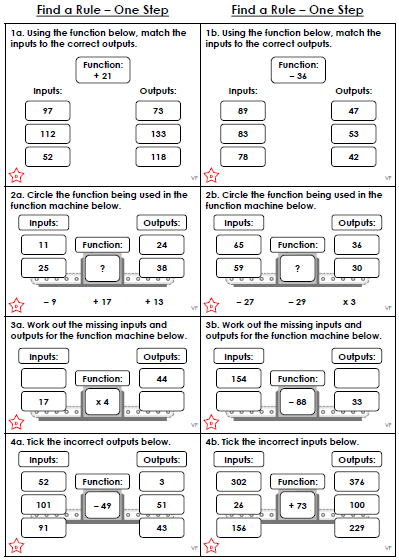 Find a Rule – One Step
Find a Rule – One Step
1a. Using the function below, match the
inputs to the correct outputs.
Function:
+ 21
Inputs:
Outputs:
97
73
112
133
52
118
D
VF
1b. Using the function below, match the
inputs to the correct outputs.
Function:
– 36
Inputs:
Outputs:
89
47
83
53
78
42
D
VF
2a. Circle the function being used in the
function machine below.
Inputs:
Outputs:
11
Function:
24
25
?
38
– 9
+ 17
+ 13
D
VF
2b. Circle the function being used in the
function machine below.
Inputs:
Outputs:
65
Function:
36
59
?
30
– 27
– 29
x 3
D
VF
3a. Work out the missing inputs and
outputs for the function machine below.
Inputs:
Outputs:
Function:
44
17
x 4
D
VF
3b. Work out the missing inputs and
outputs for the function machine below.
Inputs:
Outputs:
154
Function:
– 88
33
D
VF
4a. Tick the incorrect outputs below.
Inputs:
Outputs:
52
Function:
3
101
– 49
51
91
43
D
VF
4b. Tick the incorrect inputs below.
Inputs:
Outputs:
302
Function:
376
26
+ 73
100
156
229
D
VF